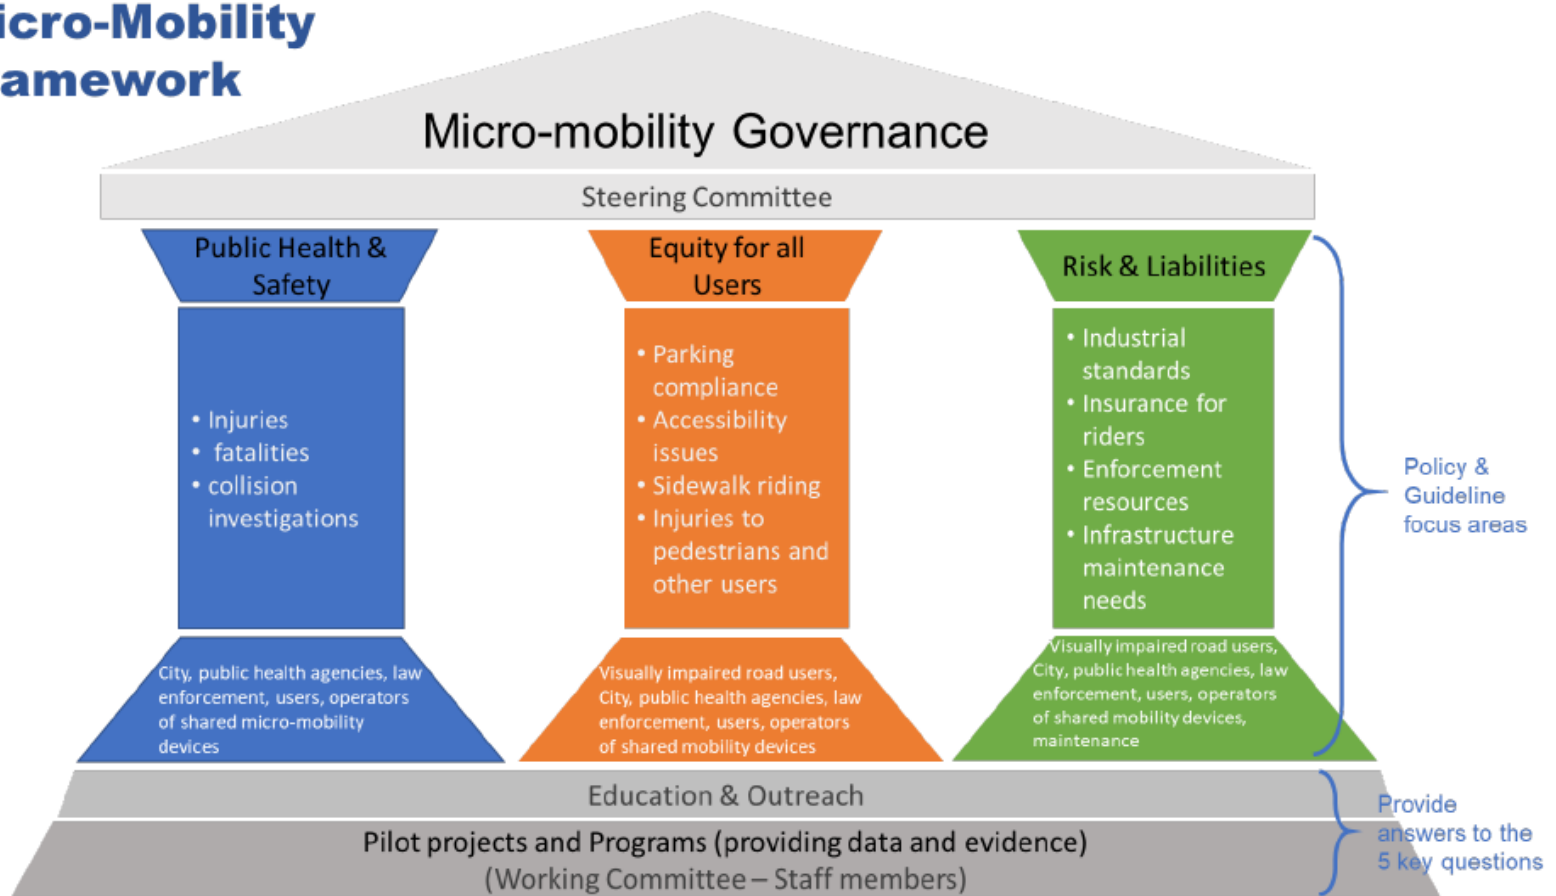 icro-Mobility
amework
Micro-mobility Governance
Steering Committee
Public Health &
Safety
• Injuries
• fatalities
• collision
investigations
City, public health agencies, law
enforcement, users, operators
of shared micro-mobility
devices
Equity for all
Users
• Parking
compliance
• Accessibility
issues
• Sidewalk riding
• Injuries to
pedestrians and
other users
Visually impaired road users,
City, public health agencies, law
enforcement, users, operators
of shared mobility devices
Risk & Liabilities
• Industrial
standards
• Insurance for
riders
• Enforcement
resources
• Infrastructure
maintenance
needs
Visually impaired road users,
City, public health agencies, law
enforcement, users, operators
of shared mobility devices,
maintenance
Policy &
Guideline
focus areas
Education & Outreach
Pilot projects and Programs (providing data and evidence)
(Working Committee – Staff members)
Provide
answers to the
5 key questions